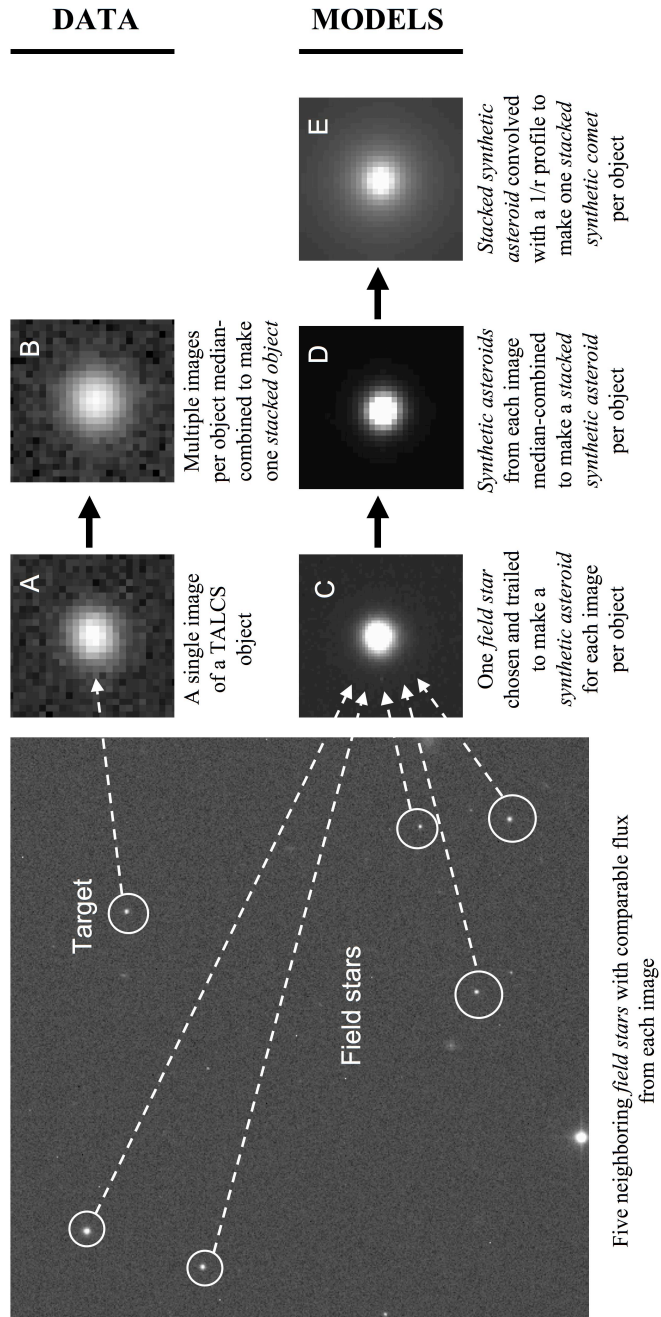 DATA
MODELS
Target
Field stars
Five neighboring field stars with comparable flux
from each image
A
A single image
of a TALCS
object
B
Multiple images
per object median-
combined to make
one stacked object
C
One field star
chosen and trailed
to make a
synthetic asteroid
for each image
per object
D
Synthetic asteroids
from each image
median-combined
to make a stacked
synthetic asteroid
per object
E
Stacked synthetic
asteroid convolved
with a 1/r profile to
make one stacked
synthetic comet
per object